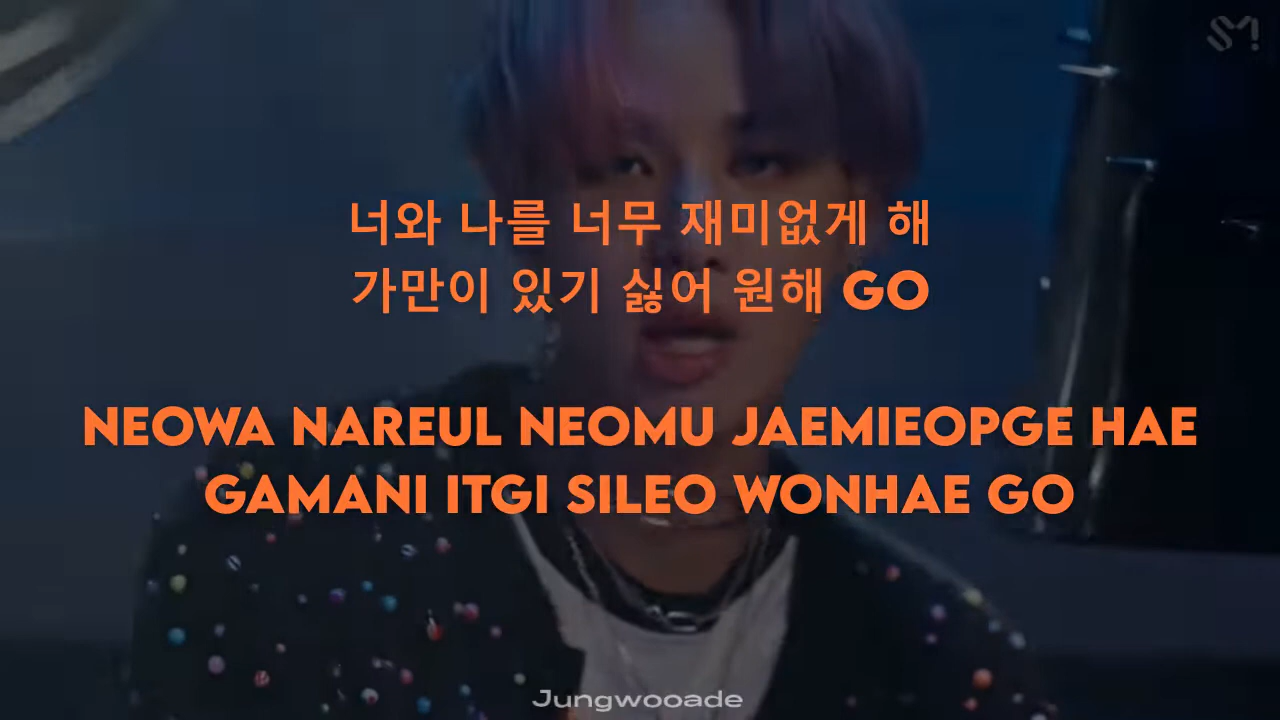 SM!
너와 나를 너무 재미없게 해
가만이 있기 싫어 원해 GO
NEOWA NAREUL NEOMU JAEMIEOPGE HAE
GAMANI ITGI SILEO WONHAE GO
Jungwooade